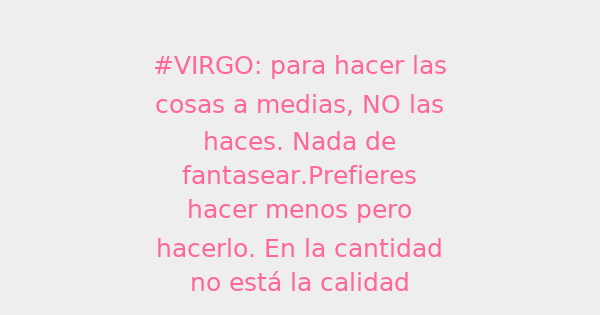 #VIRGO: para hacer las
cosas a medias, NO las
haces. Nada de
fantasear.Prefieres
hacer menos pero
hacerlo. En la cantidad
no está la calidad